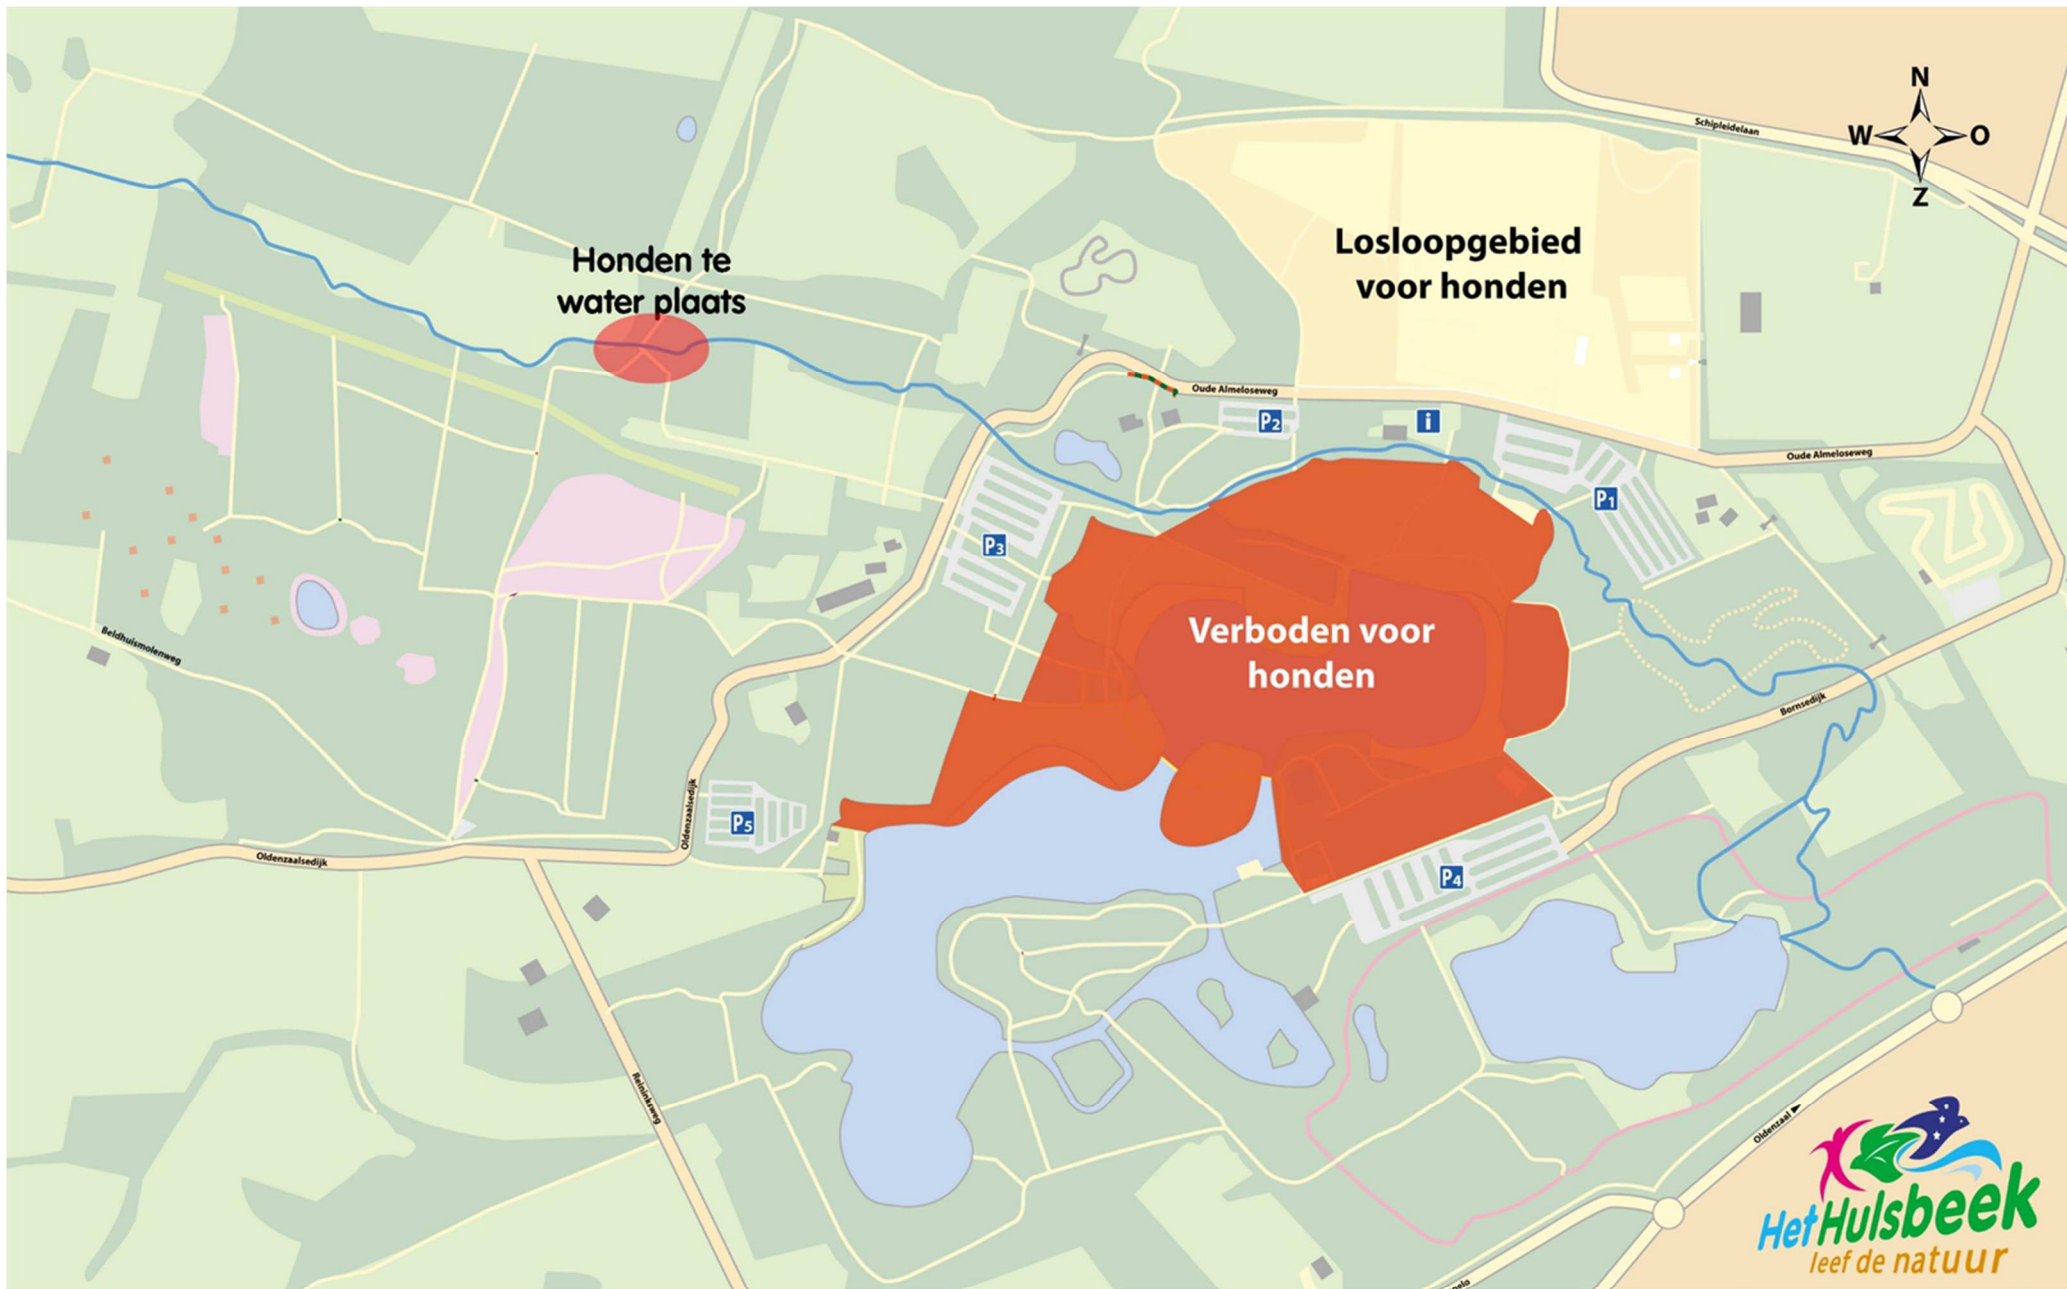 N
Schipleidelaan
W
O
Z
Losloopgebied
voor honden
Honden te
water plaats
Oude Almeloseweg
P2
i
Oude Almeloseweg
P1
P3
Verboden voor
honden
Beldhuismolenweg
Bornsedijk
Oldenzaalsedijk
P5
Oldenzaalsedijk
P4
Reininksweg
Oldenzaal
Het Hulsbeek
leef de natuur